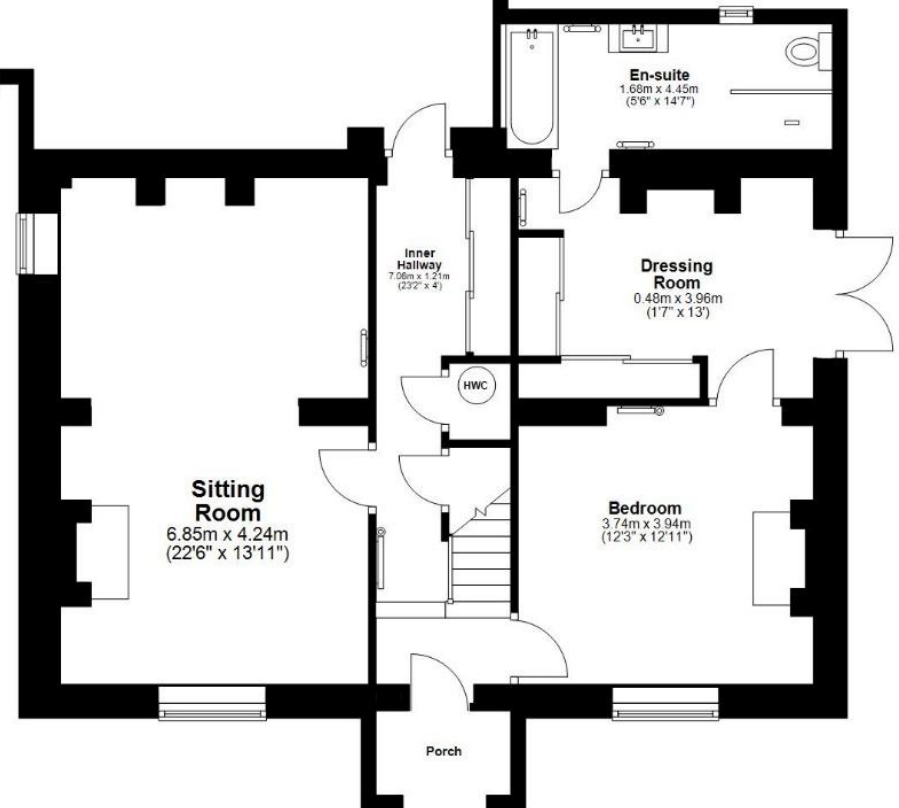 En-suite
1.68m x 4.45m
(5'6" x 14'7")
Inner
Hallway
7.06m x 1.21m
(23'2" x 4')
Dressing
Room
0.48m x 3.96m
(1'7" x 13')
HWC
Sitting
Room
6.85m x 4.24m
(22'6" x 13'11")
Bedroom
3.74m x 3.94m
(12'3" x 12'11")
Porch